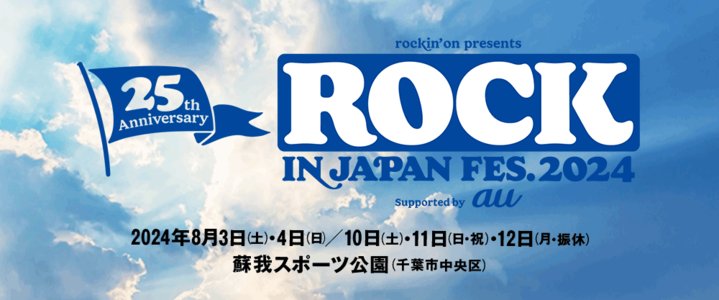 25th
Anniversary
rockin'on presents
ROCK
IN JAPAN FES.2024
Supported by au
2024年8月3日(土)・4日(日)／10日(土)・11日(日・祝)・12日(月・振休)
蘇我スポーツ公園(千葉市中央区)